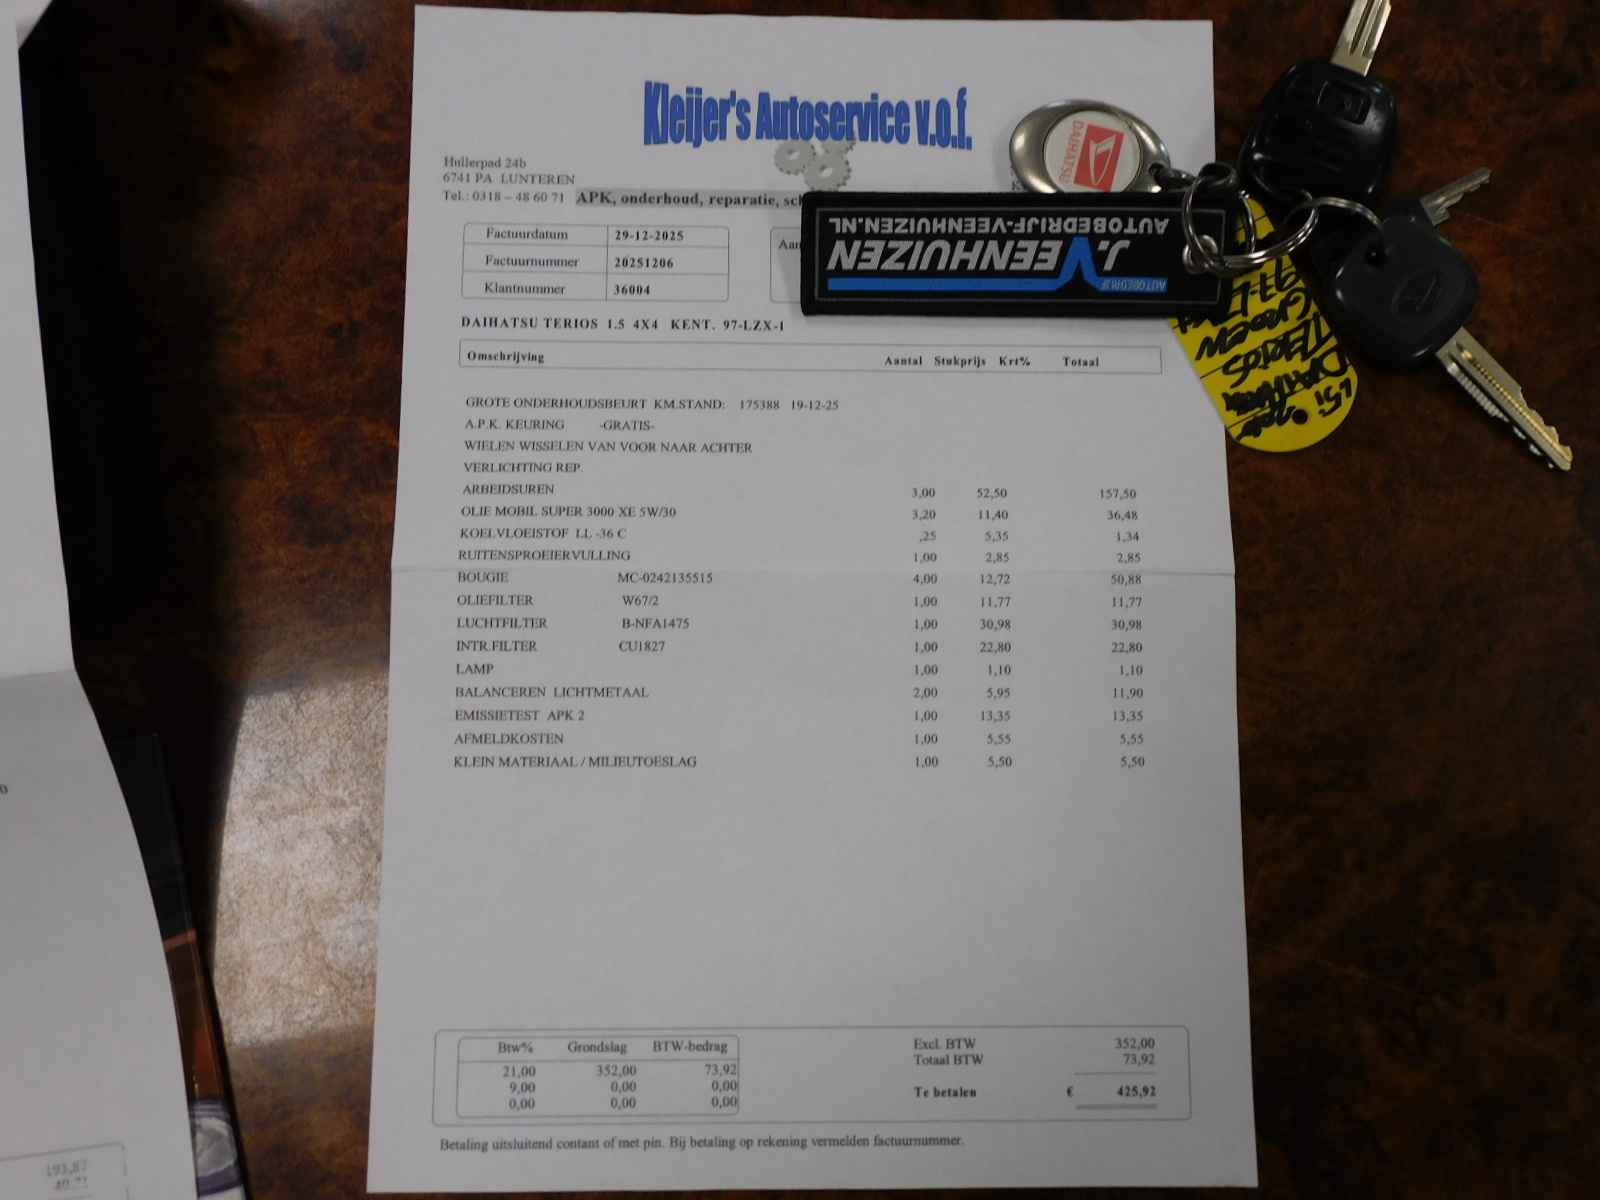 Kleijer's Autoservice v.o.f.
Hullerpad 24b
6741 PA LUNTEREN
Tel.: 0318 – 48 60 71 APK, onderhoud, reparatie,
Factuurdatum 29-12-2025
Factuurnummer 20251206
Klantnummer 36004
Aan
DAIHATSU TERIOS 1.5 4X4 KENT. 97-LZX-1
Omschrijving Aantal Stukprijs Krt% Totaal
GROTE ONDERHOUDSBEURT KM.STAND: 175388 19-12-25
A.P.K. KEURING -GRATIS-
WIELEN WISSELEN VAN VOOR NAAR ACHTER
VERLICHTING REP.
ARBEIDSUREN 3,00 52,50 157,50
OLIE MOBIL SUPER 3000 XE 5W/30 3,20 11,40 36,48
KOELVLOEISTOF LL -36 C ,25 5,35 1,34
RUITENSPROEIERVULLING 1,00 2,85 2,85
BOUGIE MC-0242135515 4,00 12,72 50,88
OLIEFILTER W67/2 1,00 11,77 11,77
LUCHTFILTER B-NFA1475 1,00 30,98 30,98
INTR.FILTER CU1827 1,00 22,80 22,80
LAMP 1,00 1,10 1,10
BALANCEREN LICHTMETAAL 2,00 5,95 11,90
EMISSIETEST APK 2 1,00 13,35 13,35
AFMELDKOSTEN 1,00 5,55 5,55
KLEIN MATERIAAL / MILIEUTOESLAG 1,00 5,50 5,50
Btw% Grondslag BTW-bedrag
21,00 352,00 73,92
9,00 0,00 0,00
0,00 0,00 0,00
Excl. BTW 352,00
Totaal BTW 73,92
Te betalen € 425,92
Betaling uitsluitend contant of met pin. Bij betaling op rekening vermelden factuurnummer.
DAIHATSU
AUTOBEDRIJF
J.VEENHUIZEN
AUTOBEDRIJF-VEENHUIZEN.NL
1.5i
DAIHATSU
TERIOS
GROEN
193,87